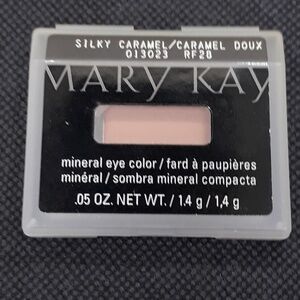 SILKY CARAMEL/CARAMEL DOUX
013023 RF28
MARY KAY
mineral eye color / fard à paupières
minéral / sombra mineral compacta
.05 OZ. NET WT. / 1.4 g / 1,4 g